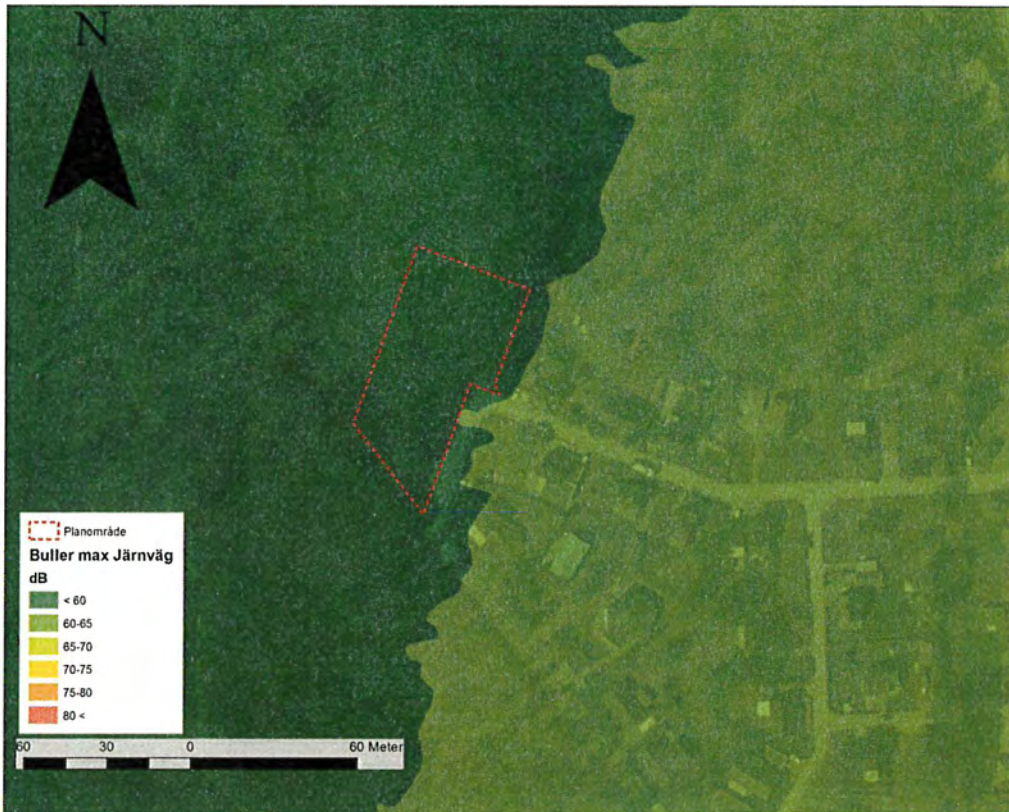 N
Planområde
Buller max Järnväg
dB
< 60
60-65
65-70
70-75
75-80
80 <
60 30 0 60 Meter